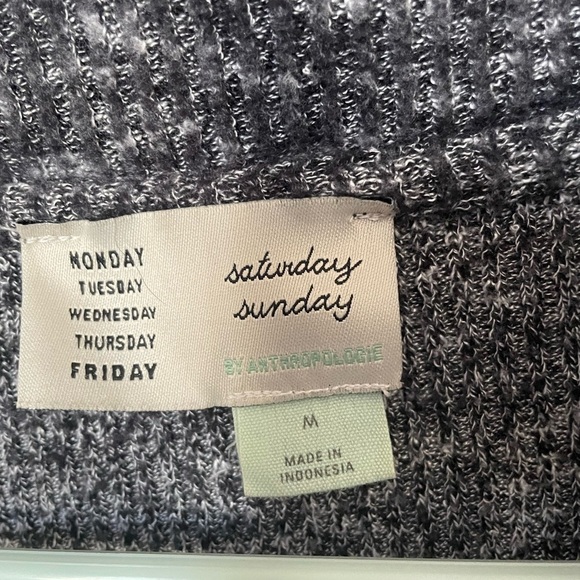 MONDAY
TUESDAY
WEDNESDAY
THURSDAY
FRIDAY
saturday
sunday
BY ANTHROPOLOGIE
M
MADE IN
INDONESIA